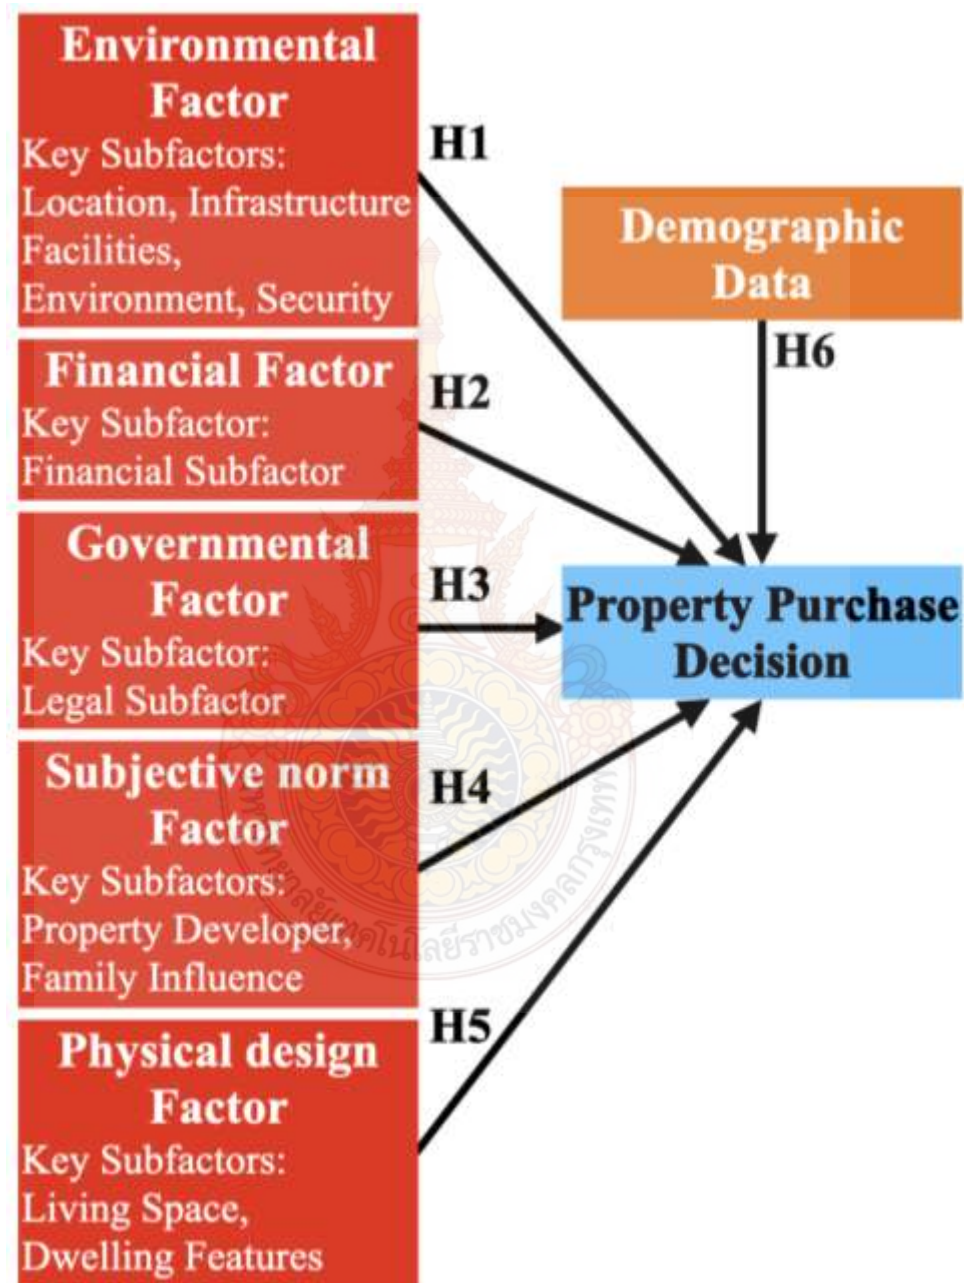 Environmental
Factor
Key Subfactors:
Location, Infrastructure
Facilities,
Environment, Security
H1
Demographic
Data
H6
Financial Factor
Key Subfactor:
Financial Subfactor
H2
Governmental
Factor
Key Subfactor:
Legal Subfactor
H3
Property Purchase
Decision
Subjective norm
Factor
Key Subfactors:
Property Developer,
Family Influence
H4
Physical design
Factor
Key Subfactors:
Living Space,
Dwelling Features
H5